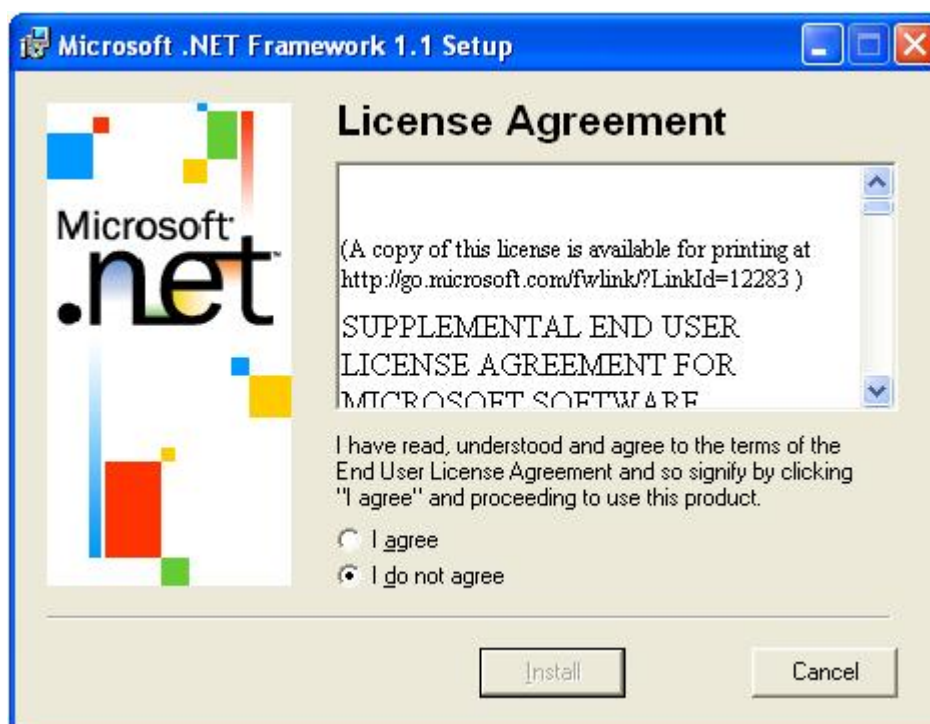 Microsoft .NET Framework 1.1 Setup
License Agreement
Microsoft
.net™
(A copy of this license is available for printing at
http://go.microsoft.com/fwlink/?LinkId=12283 )
SUPPLEMENTAL END USER
LICENSE AGREEMENT FOR
MICROSOFT SOFTWARE
I have read, understood and agree to the terms of the
End User License Agreement and so signify by clicking
"I agree" and proceeding to use this product.
I agree
I do not agree
Install
Cancel